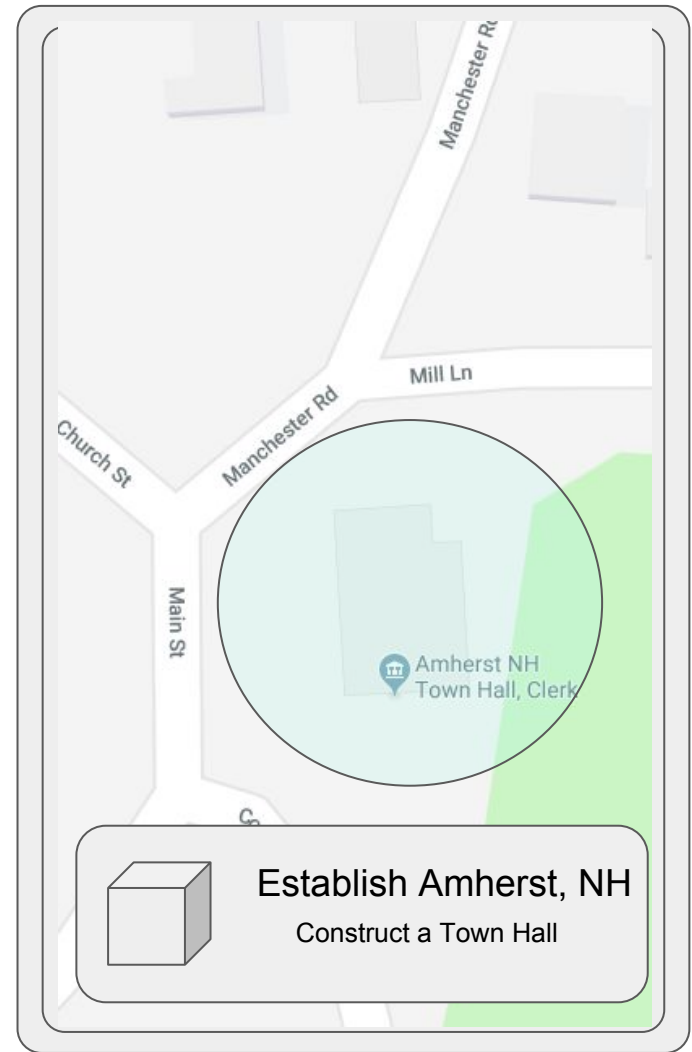 Manchester Rd
Mill Ln
Manchester Rd
Church St
Main St
Amherst NH
Town Hall, Clerk
Establish Amherst, NH
Construct a Town Hall